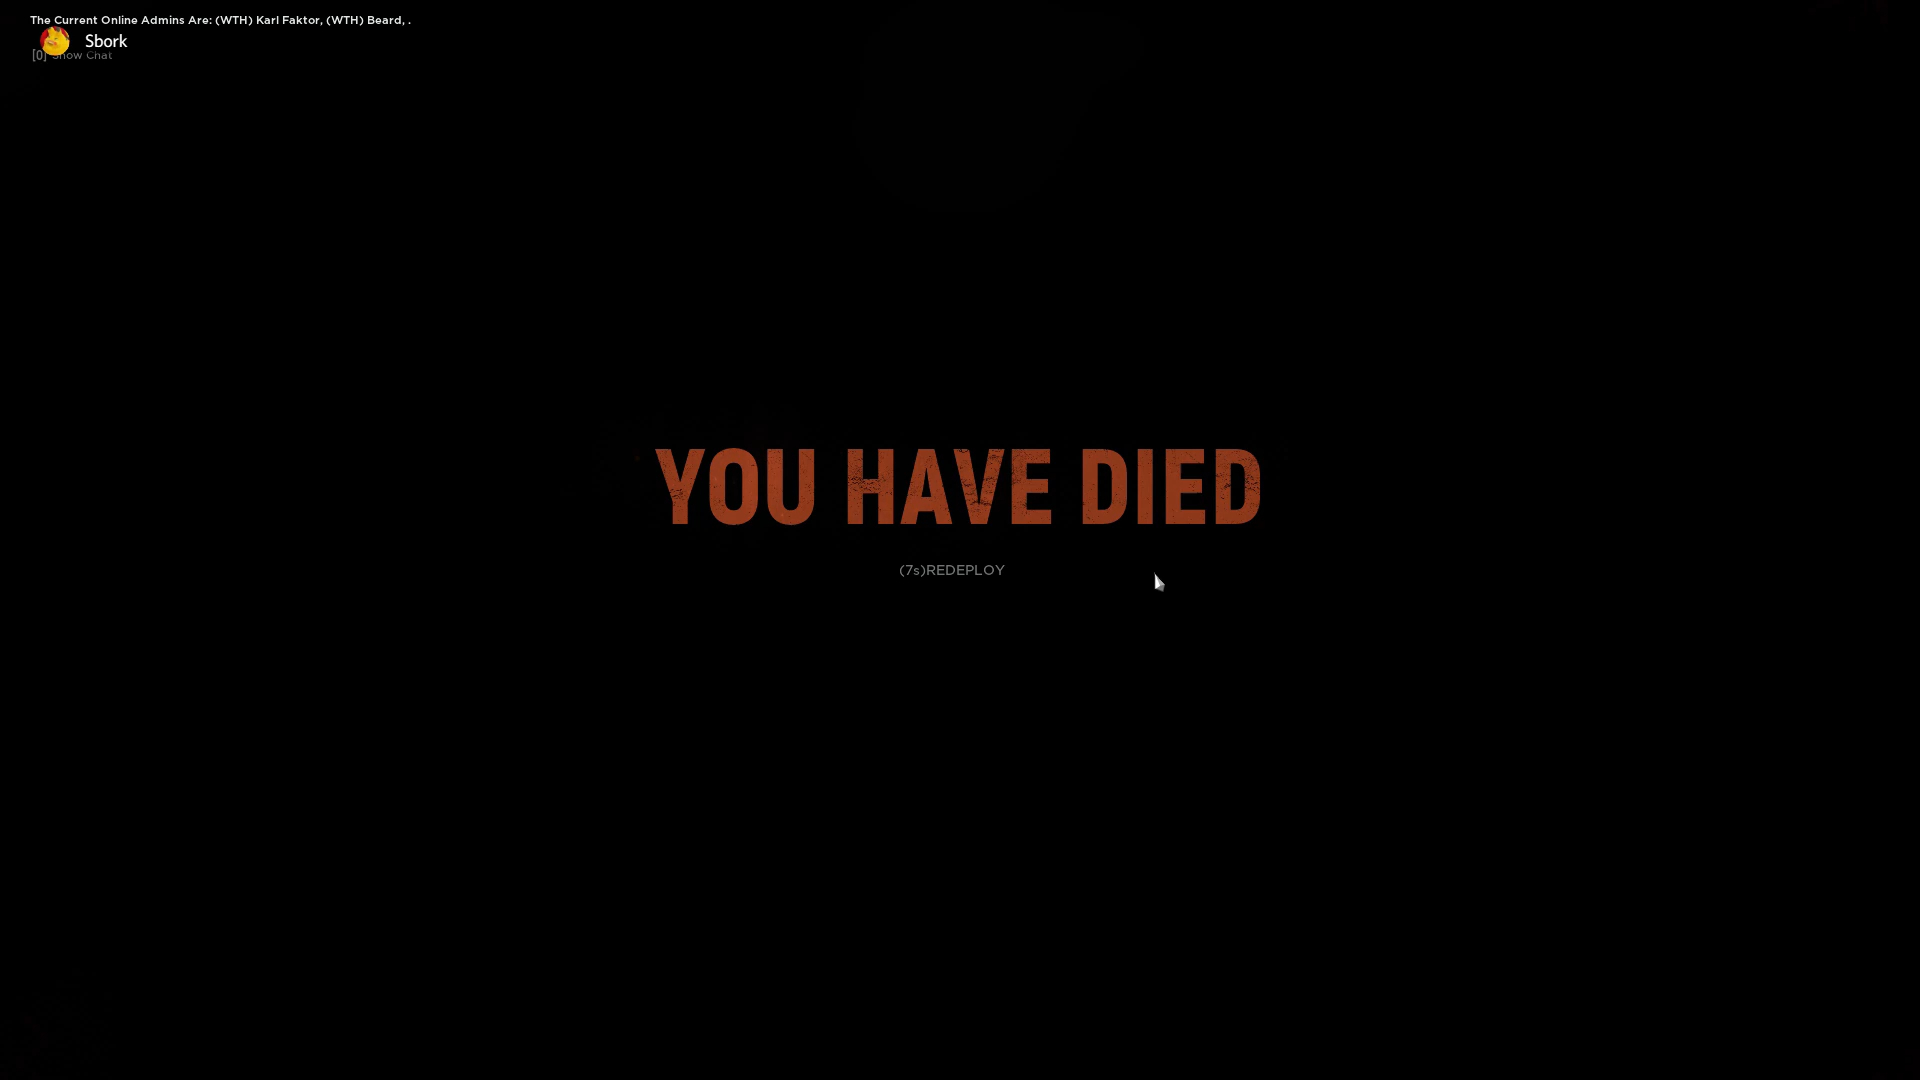 The Current Online Admins Are: (WTH) Karl Faktor, (WTH) Beard, .
Sbork
[0] Show Chat
YOU HAVE DIED
(7s)REDEPLOY